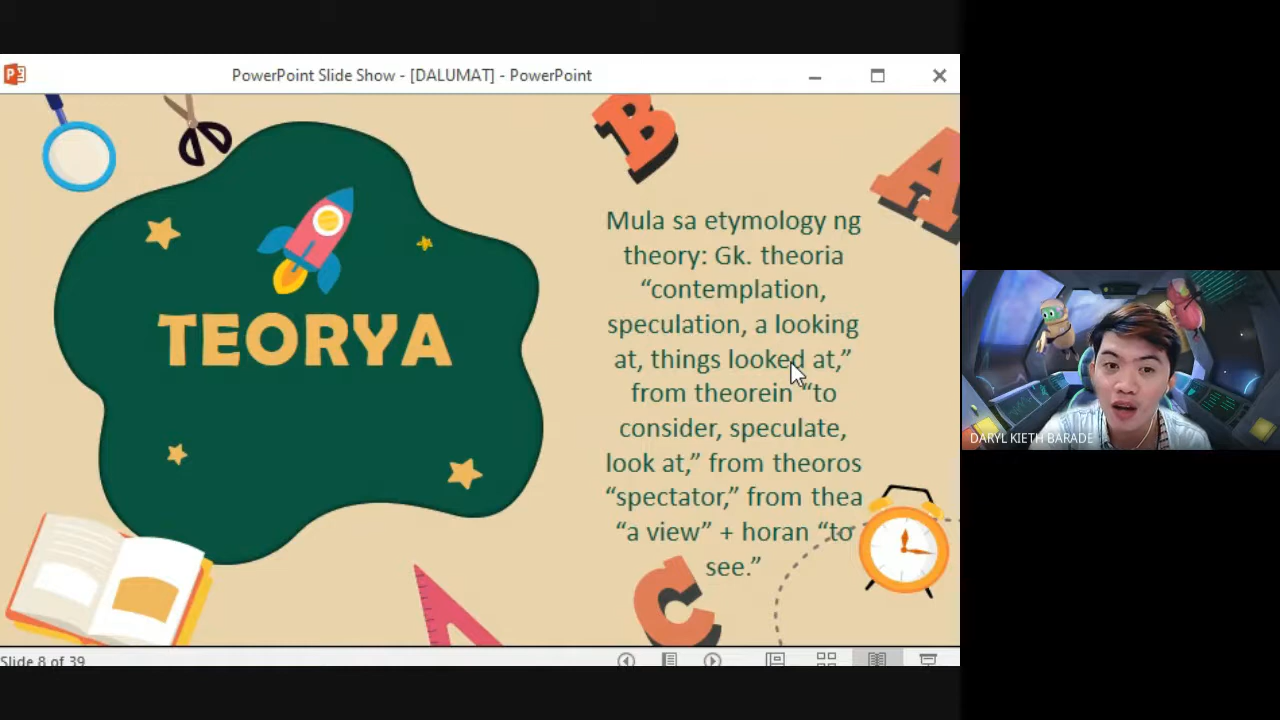 PowerPoint Slide Show - [DALUMAT] - PowerPoint
B
A
TEORYA
Mula sa etymology ng
theory: Gk. theoria
“contemplation,
speculation, a looking
at, things looked at,”
from theorein “to
consider, speculate,
look at,” from theoros
“spectator,” from thea
“a view” + horan “to
see.”
C
Slide 8 of 39
DARYL KIETH BARADE